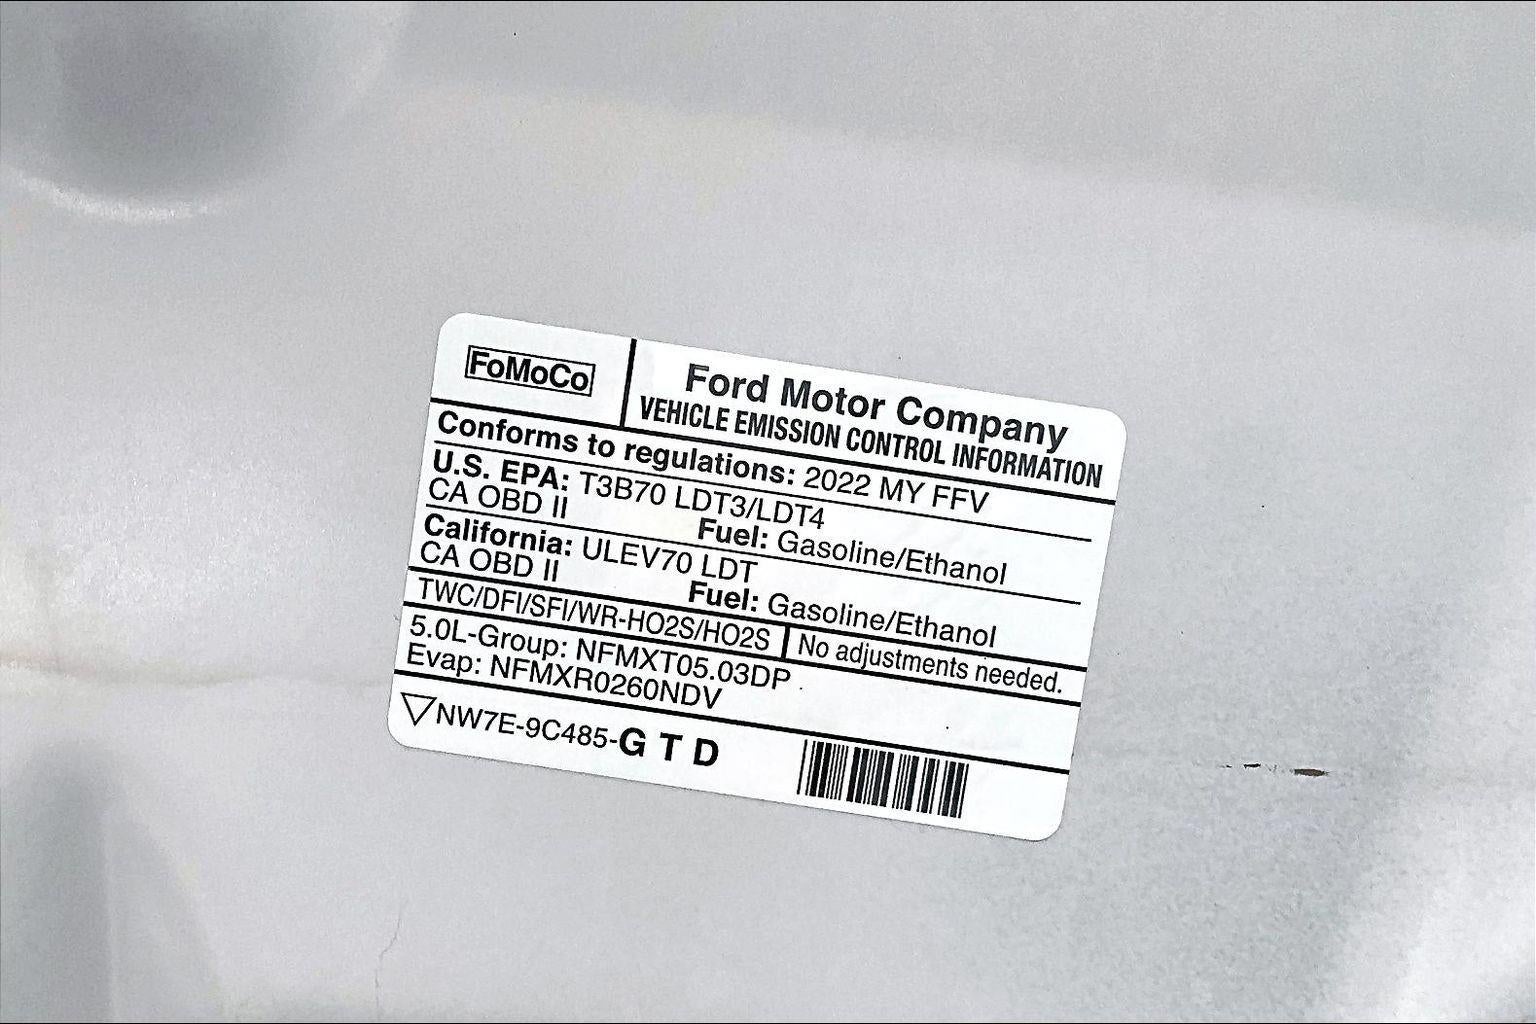 FoMoCo
Ford Motor Company
VEHICLE EMISSION CONTROL INFORMATION
Conforms to regulations: 2022 MY FFV
U.S. EPA: T3B70 LDT3/LDT4
CA OBD II Fuel: Gasoline/Ethanol
California: ULEV70 LDT
CA OBD II Fuel: Gasoline/Ethanol
TWC/DFI/SFI/WR-HO2S/HO2S No adjustments needed.
5.0L-Group: NFMXT05.03DP
Evap: NFMXR0260NDV
NW7E-9C485-G T D